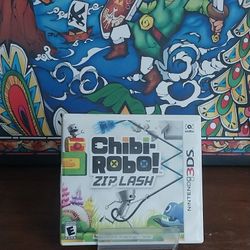 Chibi-
Robo!
ZIP LASH
NINTENDO 3DS
E